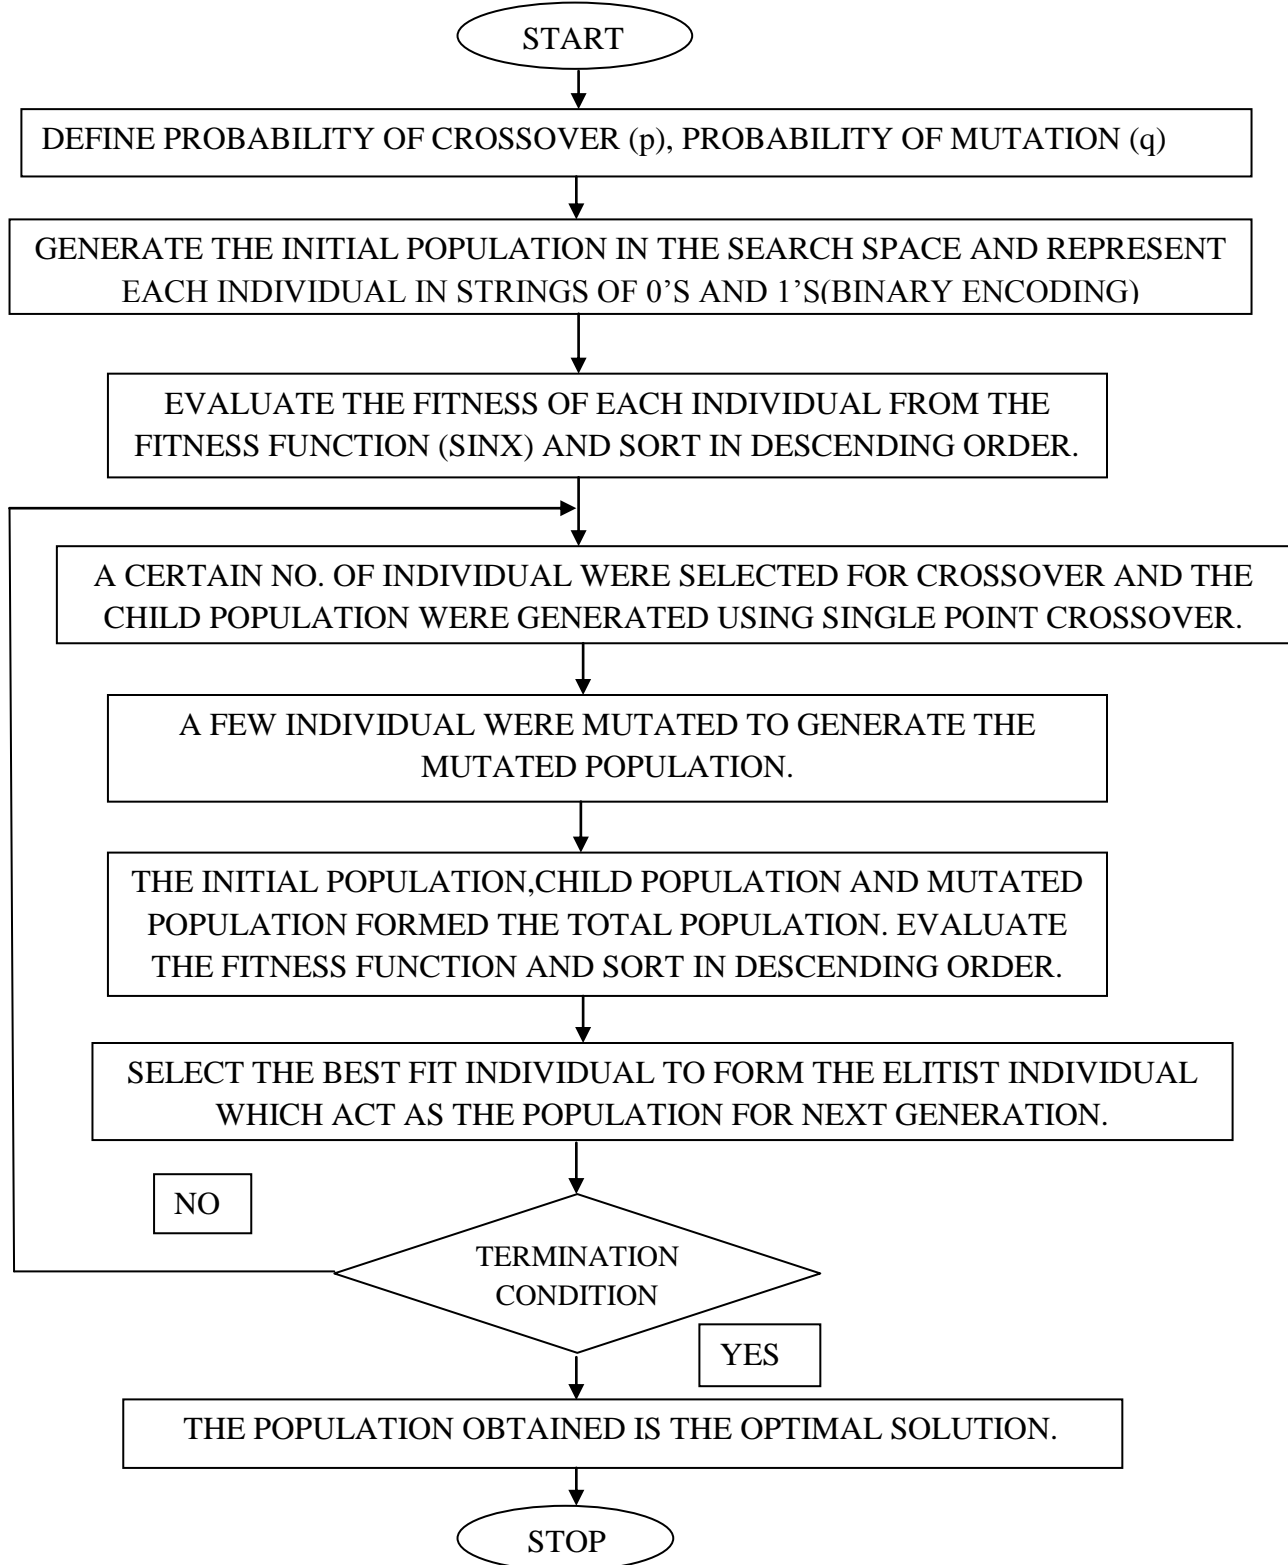 START
DEFINE PROBABILITY OF CROSSOVER (p), PROBABILITY OF MUTATION (q)
GENERATE THE INITIAL POPULATION IN THE SEARCH SPACE AND REPRESENT
EACH INDIVIDUAL IN STRINGS OF 0’S AND 1’S(BINARY ENCODING)
EVALUATE THE FITNESS OF EACH INDIVIDUAL FROM THE
FITNESS FUNCTION (SINX) AND SORT IN DESCENDING ORDER.
A CERTAIN NO. OF INDIVIDUAL WERE SELECTED FOR CROSSOVER AND THE
CHILD POPULATION WERE GENERATED USING SINGLE POINT CROSSOVER.
A FEW INDIVIDUAL WERE MUTATED TO GENERATE THE
MUTATED POPULATION.
THE INITIAL POPULATION,CHILD POPULATION AND MUTATED
POPULATION FORMED THE TOTAL POPULATION. EVALUATE
THE FITNESS FUNCTION AND SORT IN DESCENDING ORDER.
SELECT THE BEST FIT INDIVIDUAL TO FORM THE ELITIST INDIVIDUAL
WHICH ACT AS THE POPULATION FOR NEXT GENERATION.
NO
TERMINATION
CONDITION
YES
THE POPULATION OBTAINED IS THE OPTIMAL SOLUTION.
STOP